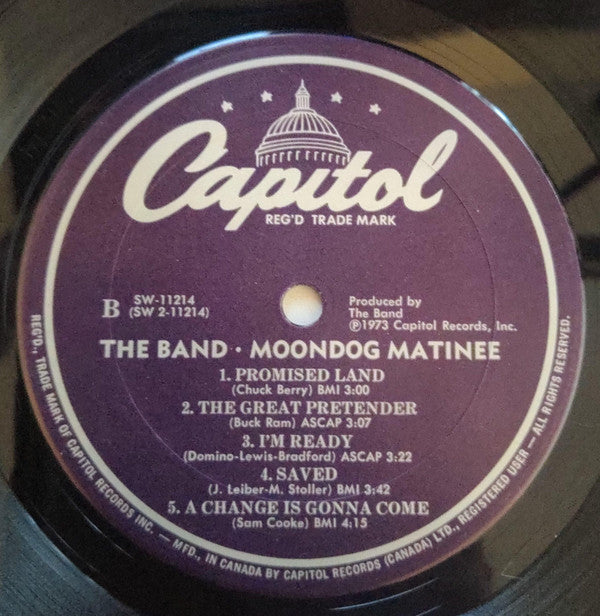 Capitol
REG'D TRADE MARK
B
SW-11214
(SW 2-11214)
Produced by
The Band
℗1973 Capitol Records, Inc.
THE BAND • MOONDOG MATINEE
1. PROMISED LAND
(Chuck Berry) BMI 3:00
2. THE GREAT PRETENDER
(Buck Ram) ASCAP 3:07
3. I'M READY
(Domino-Lewis-Bradford) ASCAP 3:22
4. SAVED
(J. Leiber-M. Stoller) BMI 3:42
5. A CHANGE IS GONNA COME
(Sam Cooke) BMI 4:15
REG'D., TRADE MARK OF CAPITOL RECORDS INC. — MFD., IN CANADA BY CAPITOL RECORDS (CANADA) LTD., REGISTERED USER — ALL RIGHTS RESERVED.